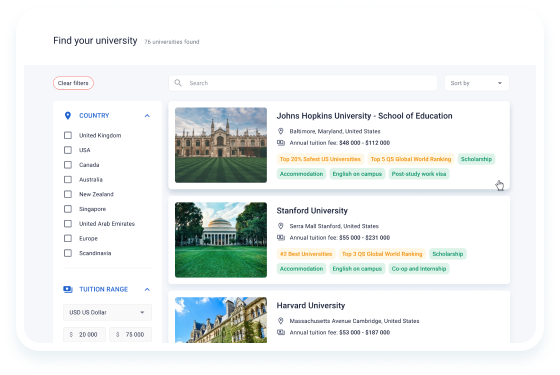 Find your university 76 universities found
Clear filters
Search
Sort by
COUNTRY
United Kingdom
USA
Canada
Australia
New Zealand
Singapore
United Arab Emirates
Europe
Scandinavia
TUITION RANGE
USD US Dollar
$ 20 000 $ 75 000
Johns Hopkins University - School of Education
Baltimore, Maryland, United States
Annual tuition fee: $48 000 - $112 000
Top 20% Safest US Universities Top 5 QS Global World Ranking Scholarship
Accommodation English on campus Post-study work visa
Stanford University
Serra Mall Stanford, United States
Annual tuition fee: $55 000 - $231 000
#2 Best Universities Top 3 QS Global World Ranking Scholarship
Accommodation English on campus Co-op and Internship
Harvard University
Massachusetts Avenue Cambridge, United States
Annual tuition fee: $53 000 - $187 000